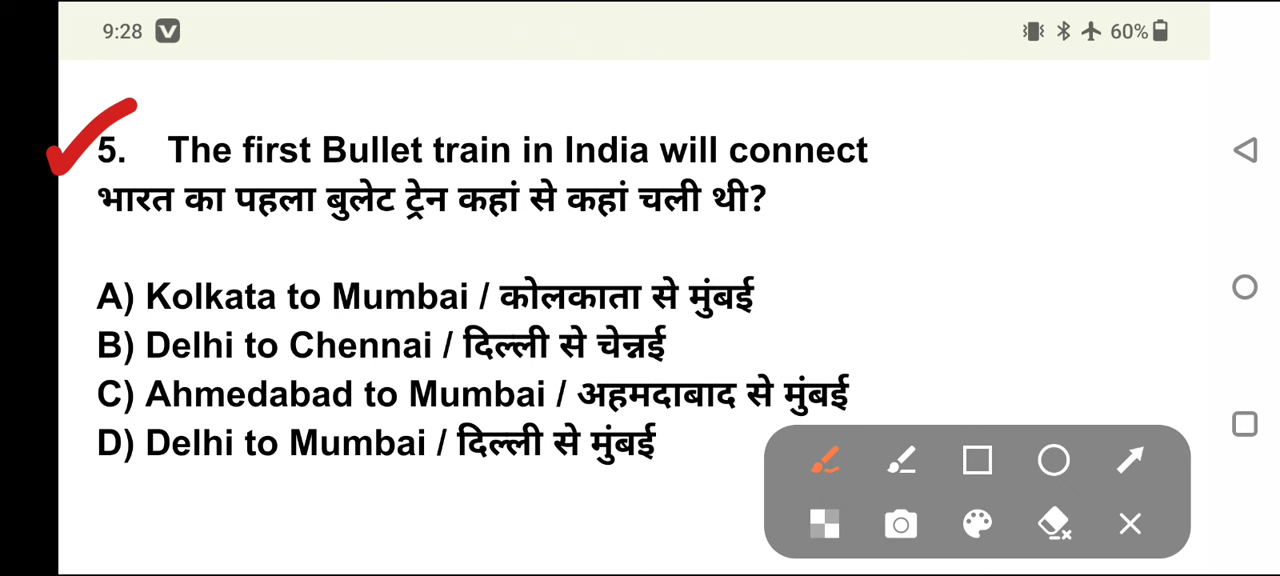 9:28
60%
5. The first Bullet train in India will connect
भारत का पहला बुलेट ट्रेन कहां से कहां चली थी?
A) Kolkata to Mumbai / कोलकाता से मुंबई
B) Delhi to Chennai / दिल्ली से चेन्नई
C) Ahmedabad to Mumbai / अहमदाबाद से मुंबई
D) Delhi to Mumbai / दिल्ली से मुंबई